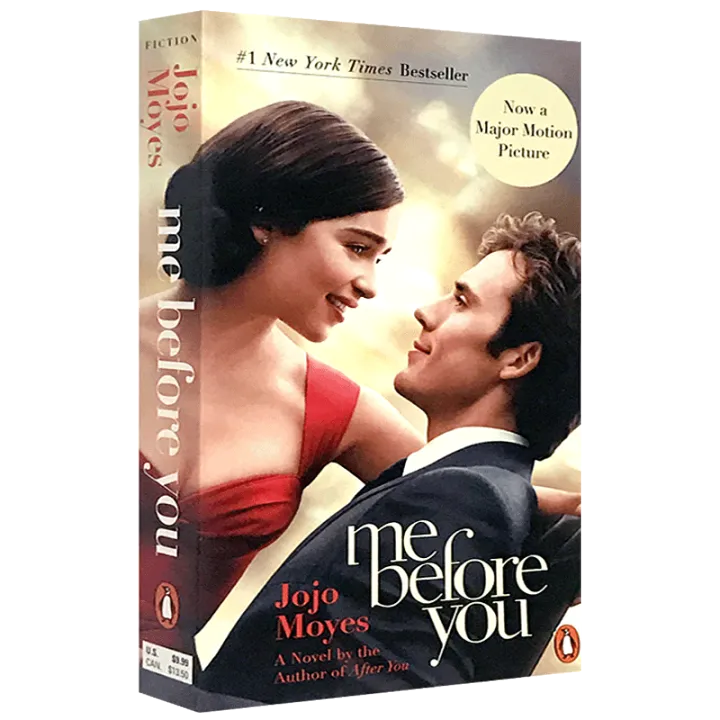 FICTION
Jojo
Moyes
me before you
U.S. $9.99
CAN. $13.50
#1 New York Times Bestseller
Now a
Major Motion
Picture
me
before
you
Jojo
Moyes
A Novel by the
Author of After You